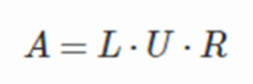 A = L · U · R